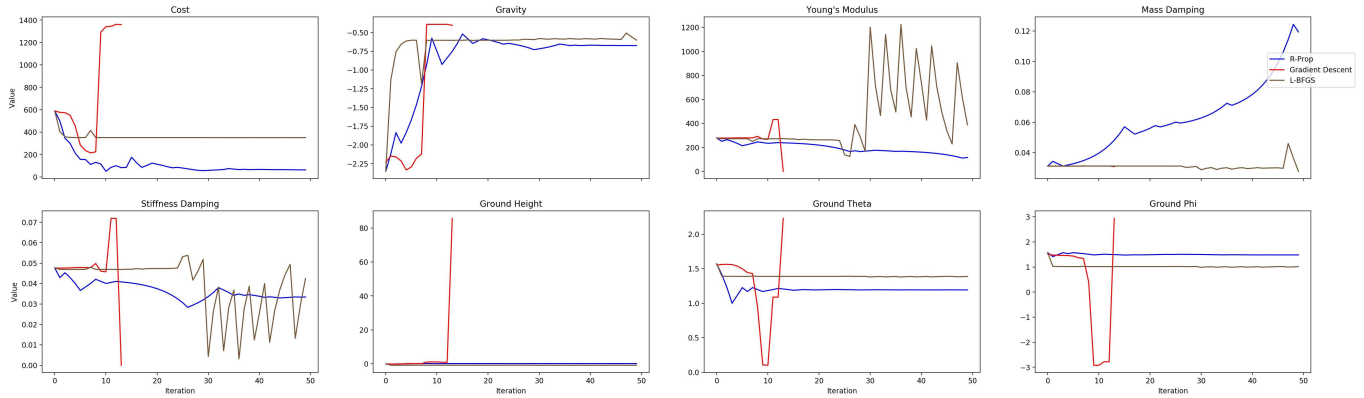 Cost
Gravity
Young's Modulus
Mass Damping
Value
1400
1200
1000
800
600
400
200
0
−0.50
−0.75
−1.00
−1.25
−1.50
−1.75
−2.00
−2.25
1200
1000
800
600
400
200
0
0.12
0.10
0.08
0.06
0.04
R-Prop
Gradient Descent
L-BFGS
Stiffness Damping
Ground Height
Ground Theta
Ground Phi
Value
0.07
0.06
0.05
0.04
0.03
0.02
0.01
0.00
80
60
40
20
0
2.0
1.5
1.0
0.5
0.0
3
2
1
0
−1
−2
−3
0 10 20 30 40 50
0 10 20 30 40 50
0 10 20 30 40 50
0 10 20 30 40 50
Iteration
Iteration
Iteration
Iteration